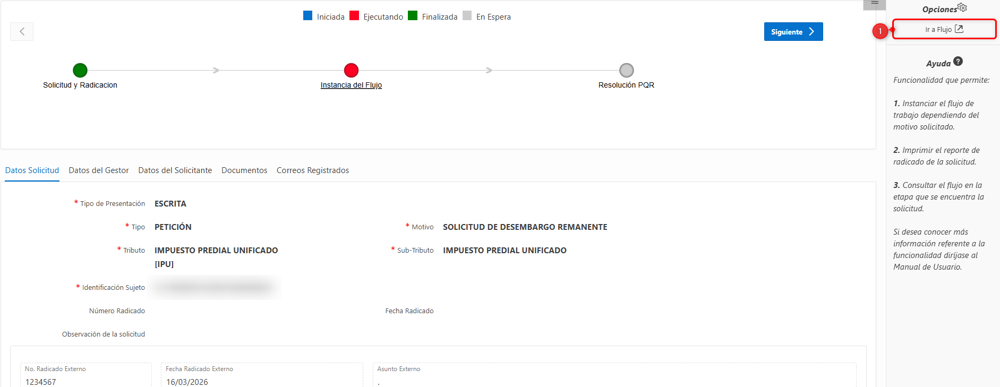 Iniciada
Ejecutando
Finalizada
En Espera
Siguiente
Solicitud y Radicacion
Instancia del Flujo
Resolución PQR
Opciones
1
Ir a Flujo
Ayuda ?
Funcionalidad que permite:
1. Instanciar el flujo de
trabajo dependiendo del
motivo solicitado.
2. Imprimir el reporte de
radicado de la solicitud.
3. Consultar el flujo en la
etapa que se encuentra la
solicitud.
Si desea conocer más
información referente a la
funcionalidad diríjase al
Manual de Usuario.
Datos Solicitud
Datos del Gestor
Datos del Solicitante
Documentos
Correos Registrados
* Tipo de Presentación ESCRITA
* Tipo PETICIÓN
* Motivo SOLICITUD DE DESEMBARGO REMANENTE
* Tributo IMPUESTO PREDIAL UNIFICADO
[IPU]
* Sub-Tributo IMPUESTO PREDIAL UNIFICADO
* Identificación Sujeto
Número Radicado
Fecha Radicado
Observación de la solicitud
No. Radicado Externo
1234567
Fecha Radicado Externo
16/03/2026
Asunto Externo
.